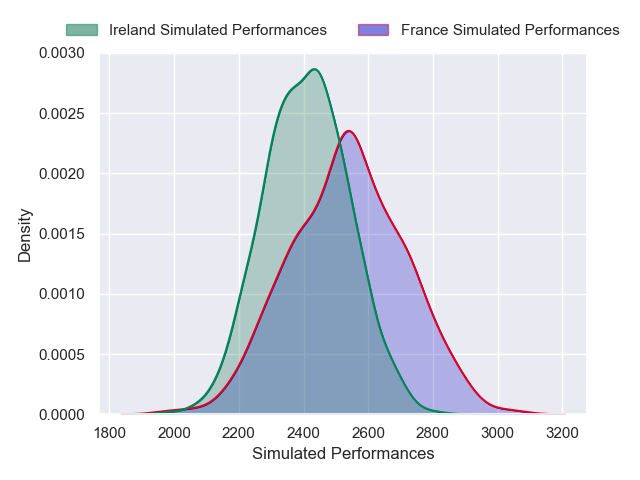 Ireland Simulated Performances
France Simulated Performances
0.0030
0.0025
0.0020
0.0015
0.0010
0.0005
0.0000
Density
1800 2000 2200 2400 2600 2800 3000 3200
Simulated Performances